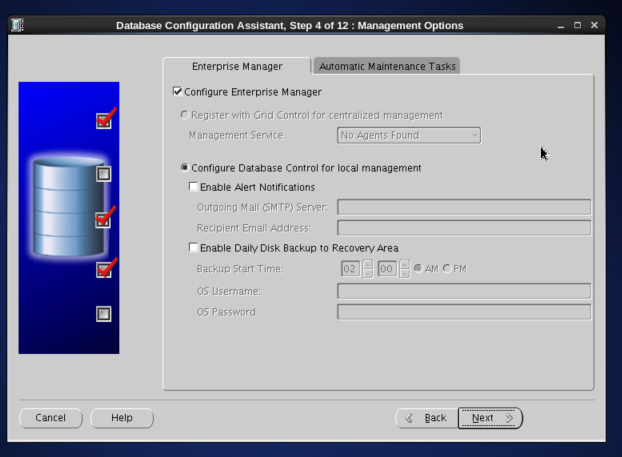 Database Configuration Assistant, Step 4 of 12 : Management Options
Enterprise Manager
Automatic Maintenance Tasks
Configure Enterprise Manager
Register with Grid Control for centralized management
Management Service
No Agents Found
Configure Database Control for local management
Enable Alert Notifications
Outgoing Mail (SMTP) Server:
Recipient Email Address:
Enable Daily Disk Backup to Recovery Area
Backup Start Time:
02 00 AM PM
OS Username:
OS Password:
Cancel
Help
Back
Next